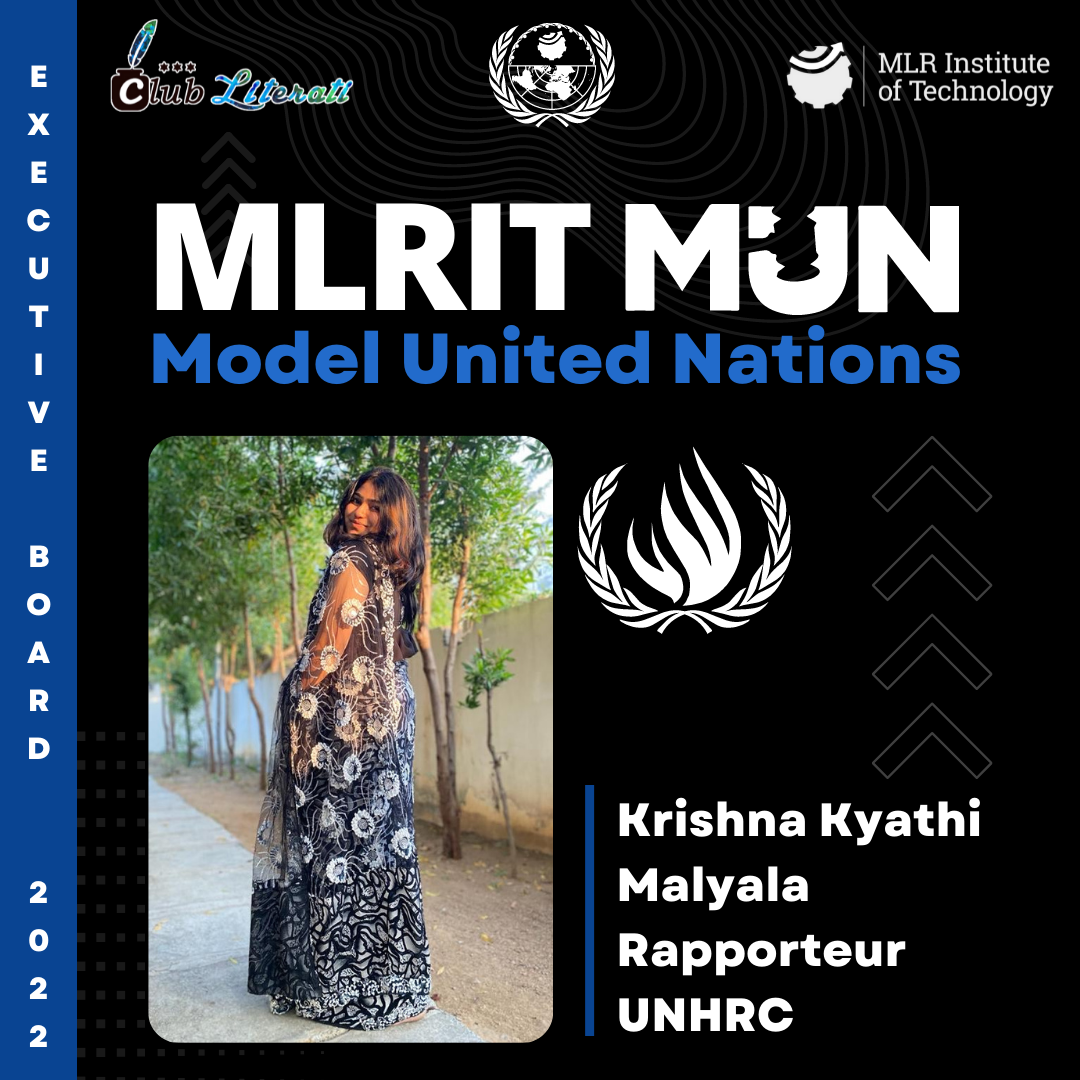 EXECUTIVE BOARD 2022
Club Literati
MLR Institute
of Technology
MLRIT MUN
Model United Nations
Krishna Kyathi
Malyala
Rapporteur
UNHRC